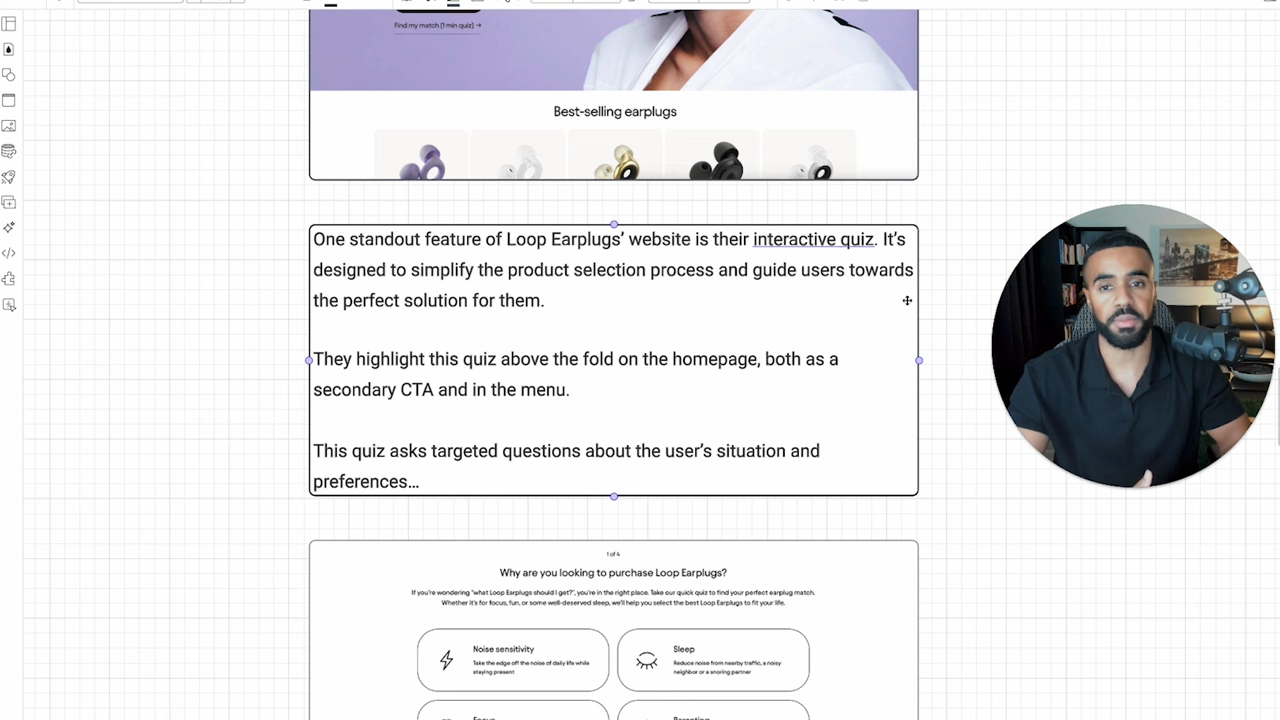 Find my match [1 min quiz] →
Best-selling earplugs
One standout feature of Loop Earplugs’ website is their interactive quiz. It’s
designed to simplify the product selection process and guide users towards
the perfect solution for them.
They highlight this quiz above the fold on the homepage, both as a
secondary CTA and in the menu.
This quiz asks targeted questions about the user’s situation and
preferences…
1 of 4
Why are you looking to purchase Loop Earplugs?
If you're wondering "what Loop Earplugs should I get?", you're in the right place. Take our quick quiz to find your perfect earplug match.
Whether it's for focus, fun, or some well-deserved sleep, we'll help you select the best Loop Earplugs to fit your life.
Noise sensitivity
Take the edge off the noise of daily life while
staying present
Sleep
Reduce noise from nearby traffic, a noisy
neighbor or a snoring partner